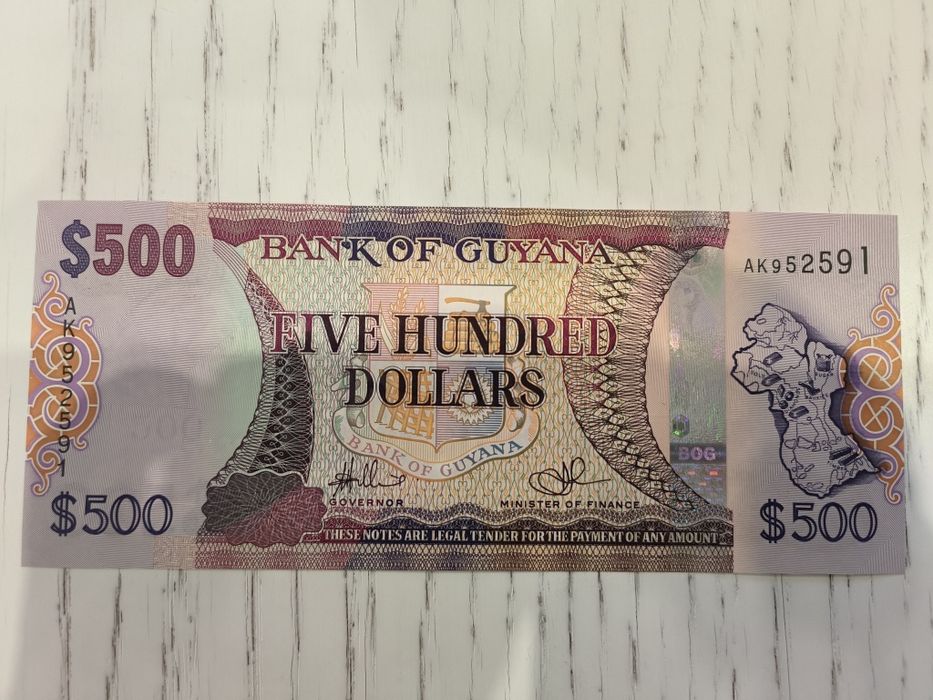 $500
BANK OF GUYANA
AK952591
AK952591
FIVE HUNDRED
DOLLARS
BANK OF GUYANA
BOG
GOVERNOR
MINISTER OF FINANCE
$500
$500
THESE NOTES ARE LEGAL TENDER FOR THE PAYMENT OF ANY AMOUNT